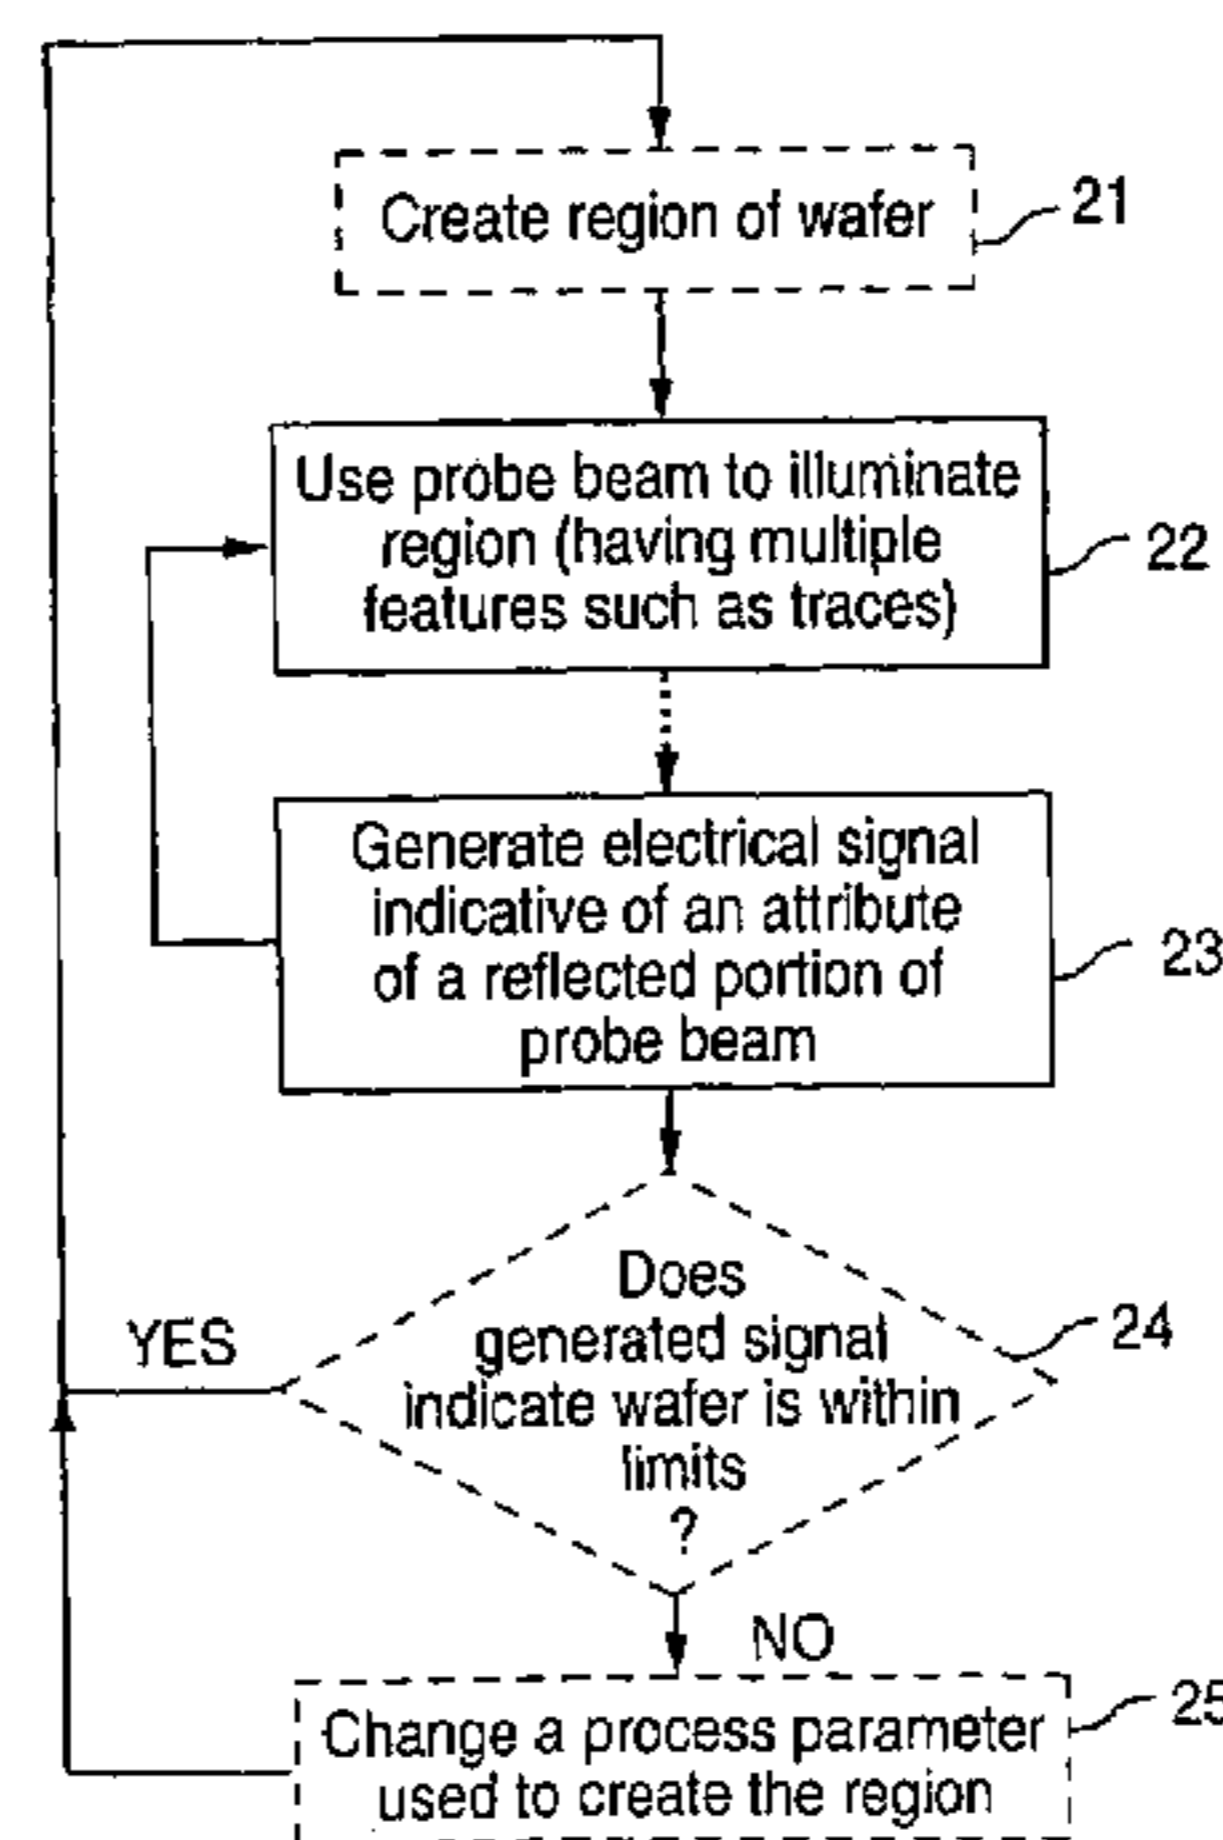 Create region of wafer
21
Use probe beam to illuminate
region (having multiple
features such as traces)
22
Generate electrical signal
indicative of an attribute
of a reflected portion of
probe beam
23
Does
generated signal
indicate wafer is within
limits
?
24
YES
NO
Change a process parameter
used to create the region
25